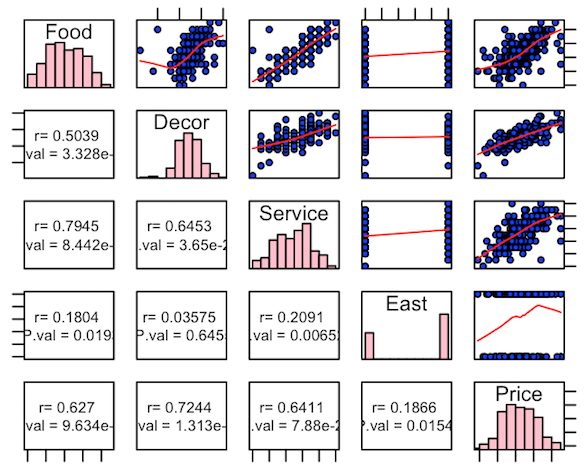 Food
Decor
r= 0.5039
val = 3.328e-
Service
r= 0.7945
val = 8.442e-
r= 0.6453
.val = 3.65e-2
East
r= 0.1804
P.val = 0.019
r= 0.03575
P.val = 0.645
r= 0.2091
.val = 0.0065
Price
r= 0.627
val = 9.634e-
r= 0.7244
val = 1.313e-
r= 0.6411
.val = 7.88e-2
r= 0.1866
P.val = 0.0154